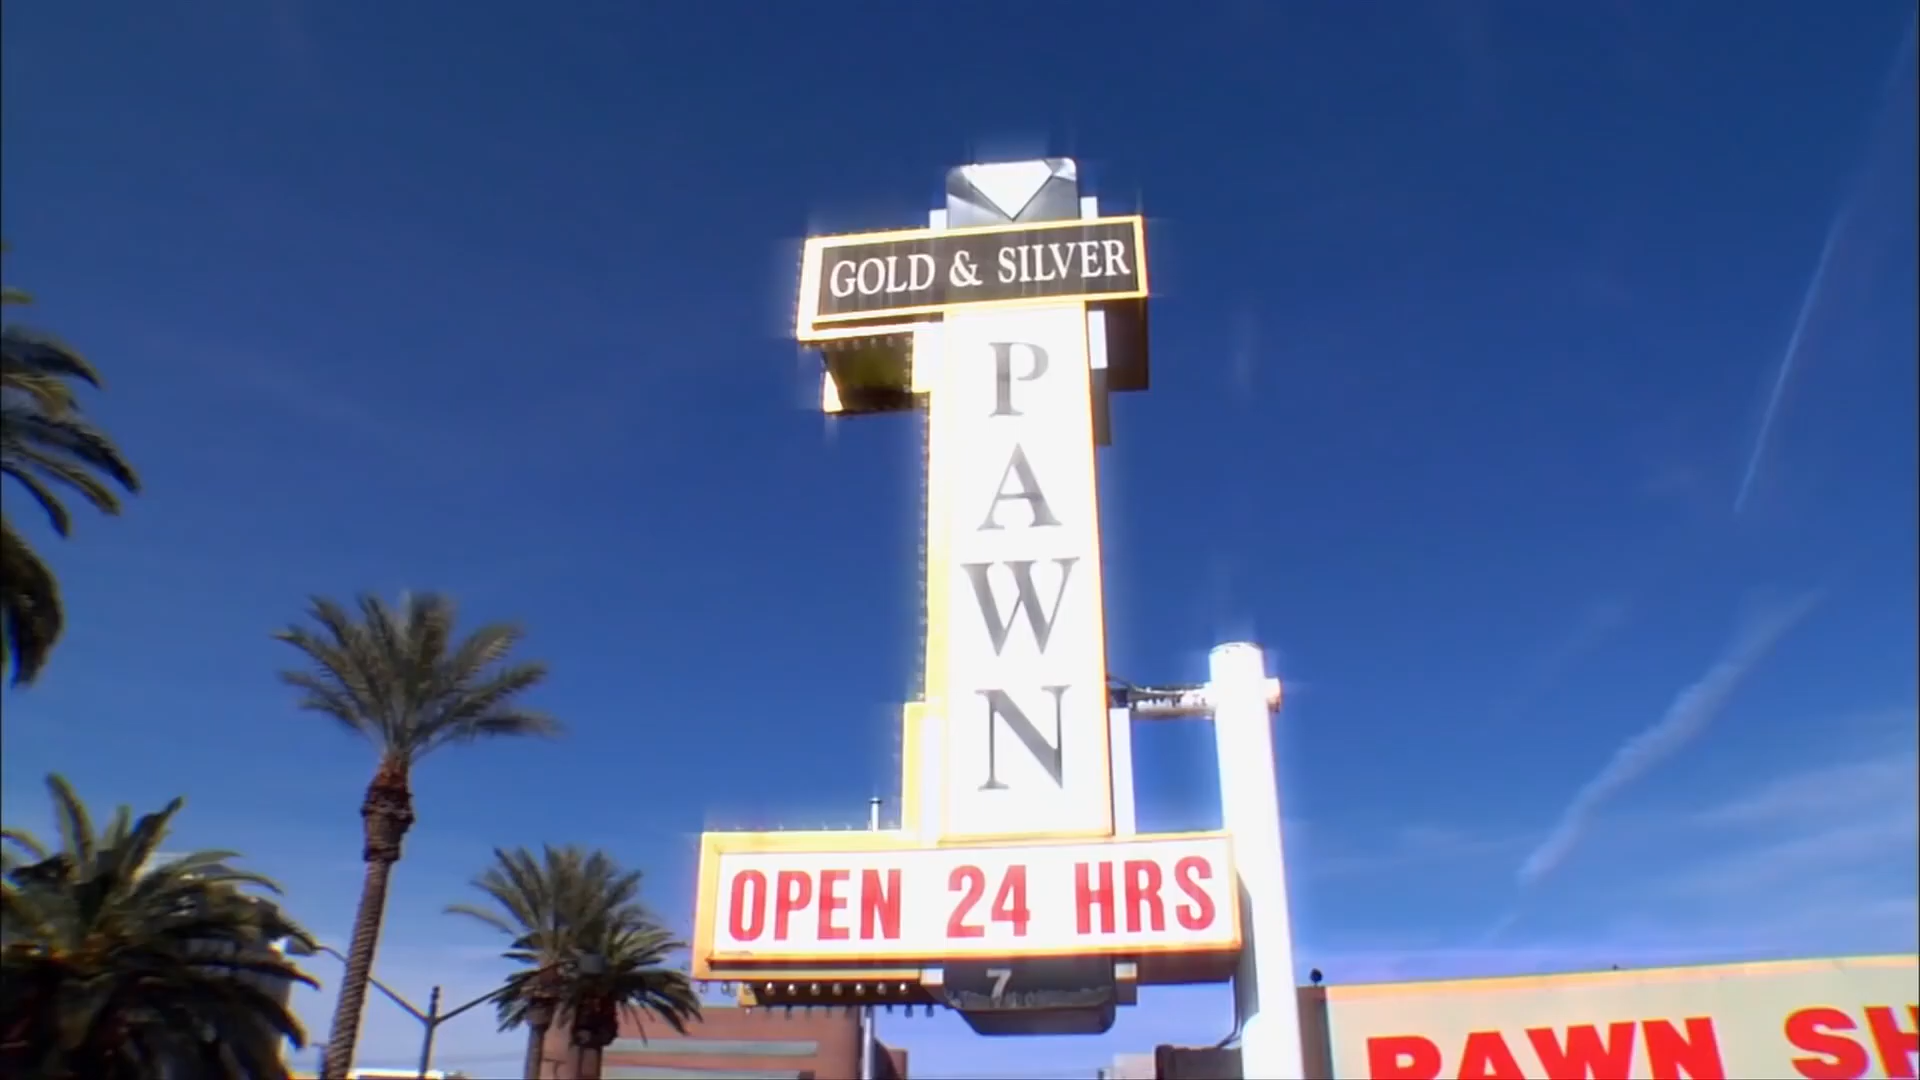 GOLD & SILVER
PAWN
OPEN 24 HRS
7
PAWN SH